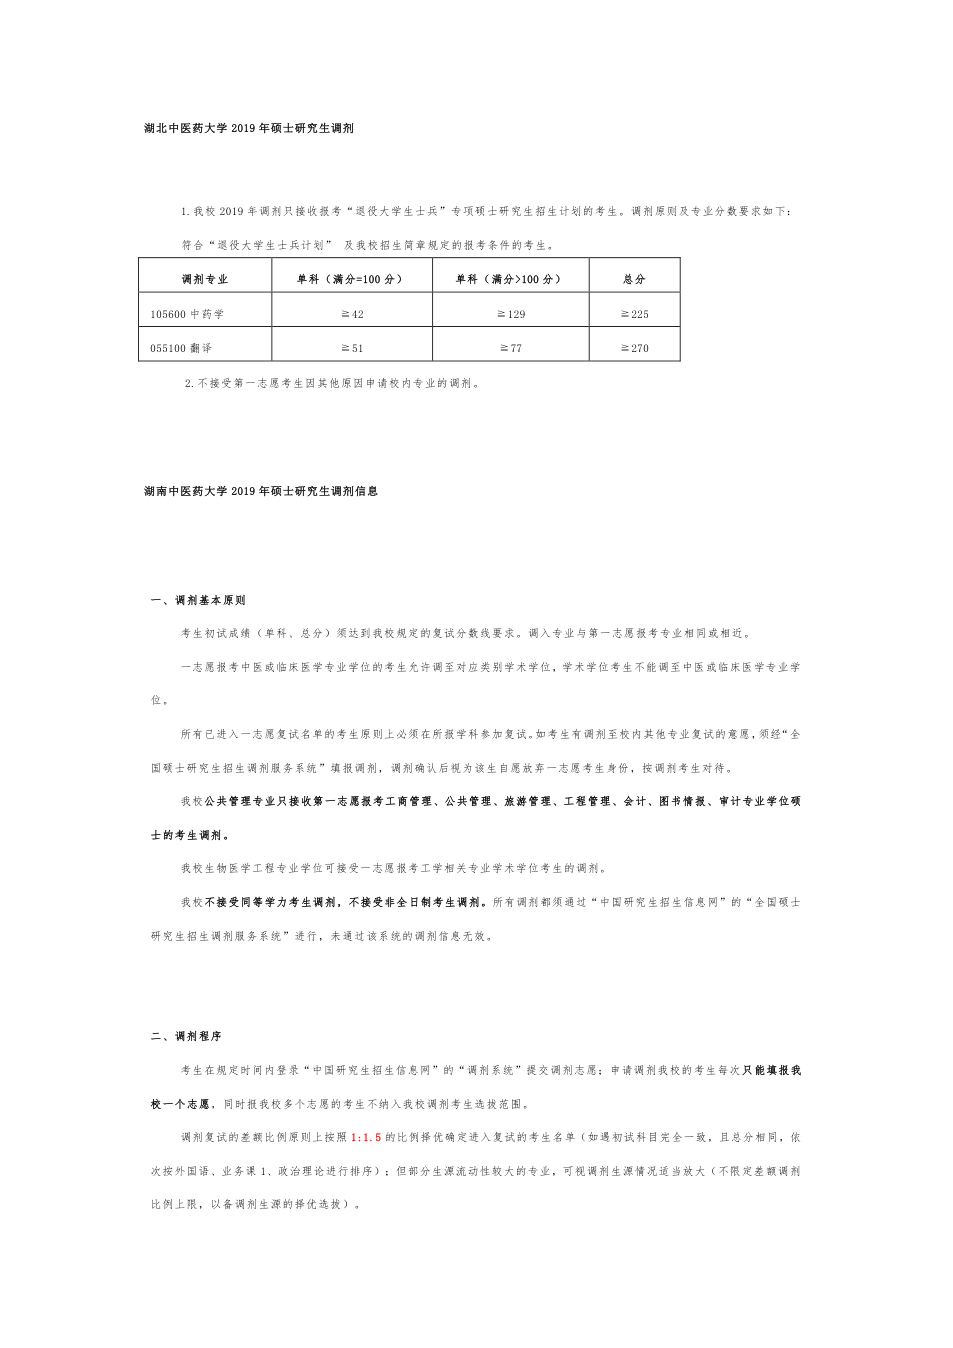 湖北中医药大学 2019 年硕士研究生调剂
1.我校 2019 年调剂只接收报考“退役大学生士兵”专项硕士研究生招生计划的考生。调剂原则及专业分数要求如下：
符合“退役大学生士兵计划” 及我校招生简章规定的报考条件的考生。
调剂专业 单科（满分=100 分） 单科（满分>100 分） 总分
105600 中药学 ≧42 ≧129 ≧225
055100 翻译 ≧51 ≧77 ≧270
2.不接受第一志愿考生因其他原因申请校内专业的调剂。
湖南中医药大学 2019 年硕士研究生调剂信息
一、调剂基本原则
考生初试成绩（单科、总分）须达到我校规定的复试分数线要求。调入专业与第一志愿报考专业相同或相近。
一志愿报考中医或临床医学专业学位的考生允许调至对应类别学术学位，学术学位考生不能调至中医或临床医学专业学
位。
所有已进入一志愿复试名单的考生原则上必须在所报学科参加复试。如考生有调剂至校内其他专业复试的意愿，须经“全
国硕士研究生招生调剂服务系统”填报调剂，调剂确认后视为该生自愿放弃一志愿考生身份，按调剂考生对待。
我校公共管理专业只接收第一志愿报考工商管理、公共管理、旅游管理、工程管理、会计、图书情报、审计专业学位硕
士的考生调剂。
我校生物医学工程专业学位可接受一志愿报考工学相关专业学术学位考生的调剂。
我校不接受同等学力考生调剂，不接受非全日制考生调剂。所有调剂都须通过“中国研究生招生信息网”的“全国硕士
研究生招生调剂服务系统”进行，未通过该系统的调剂信息无效。
二、调剂程序
考生在规定时间内登录“中国研究生招生信息网”的“调剂系统”提交调剂志愿；申请调剂我校的考生每次只能填报我
校一个志愿，同时报我校多个志愿的考生不纳入我校调剂考生选拔范围。
调剂复试的差额比例原则上按照 1:1.5 的比例择优确定进入复试的考生名单（如遇初试科目完全一致，且总分相同，依
次按外国语、业务课 1、政治理论进行排序）；但部分生源流动性较大的专业，可视调剂生源情况适当放大（不限定差额调剂
比例上限，以备调剂生源的择优选拔）。